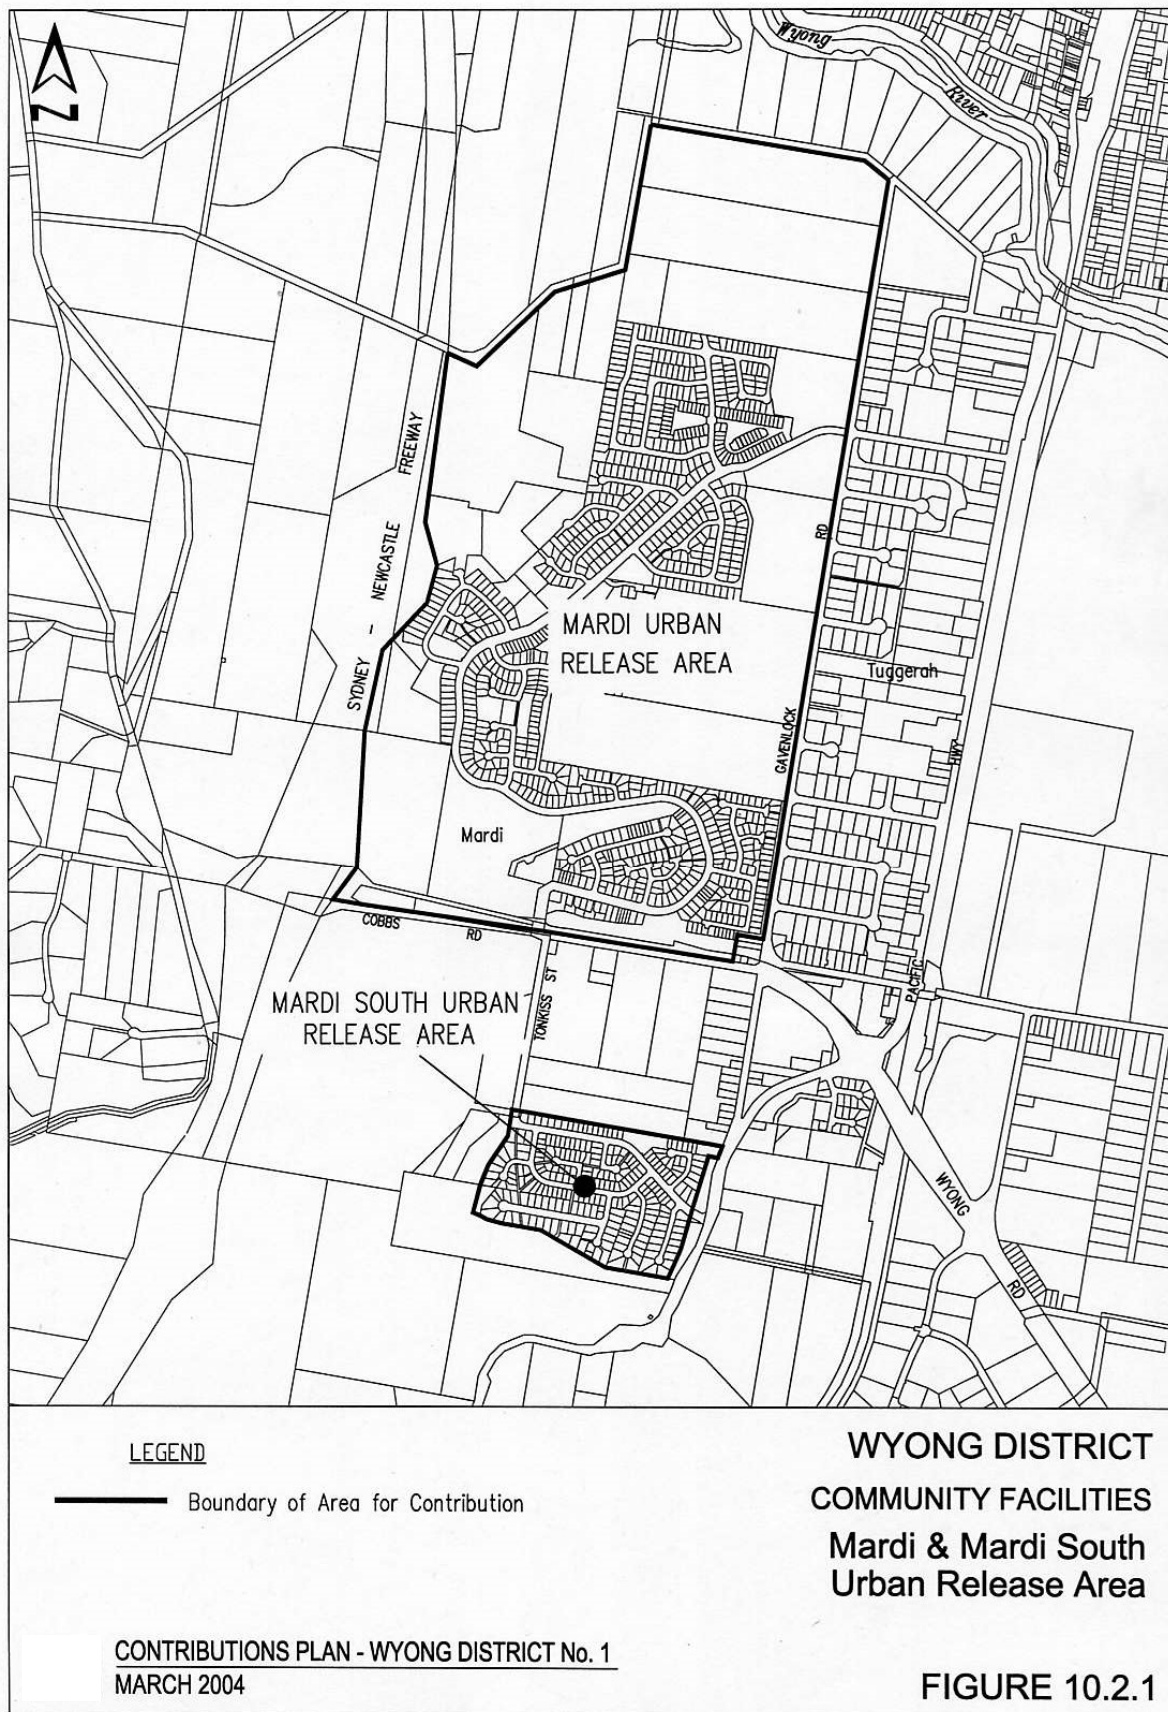 Z
Wyong
River
FREEWAY
NEWCASTLE
-
SYDNEY
RD
MARDI URBAN
RELEASE AREA
Tuggerah
GAVENLOCK
HWY
Mardi
COBBS
RD
TONKISS ST
PACIFIC
MARDI SOUTH URBAN
RELEASE AREA
WYONG
RD
LEGEND
Boundary of Area for Contribution
WYONG DISTRICT
COMMUNITY FACILITIES
Mardi & Mardi South
Urban Release Area
CONTRIBUTIONS PLAN - WYONG DISTRICT No. 1
MARCH 2004
FIGURE 10.2.1